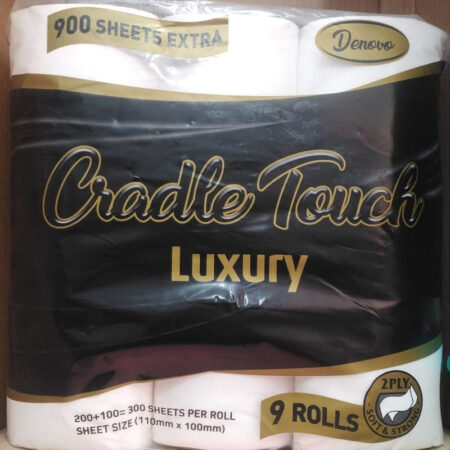 900 SHEETS EXTRA
Denovo
Cradle Touch
LUXURY
200+100= 300 SHEETS PER ROLL
SHEET SIZE (110mm x 100mm)
9 ROLLS
2PLY
SOFT & STRONG